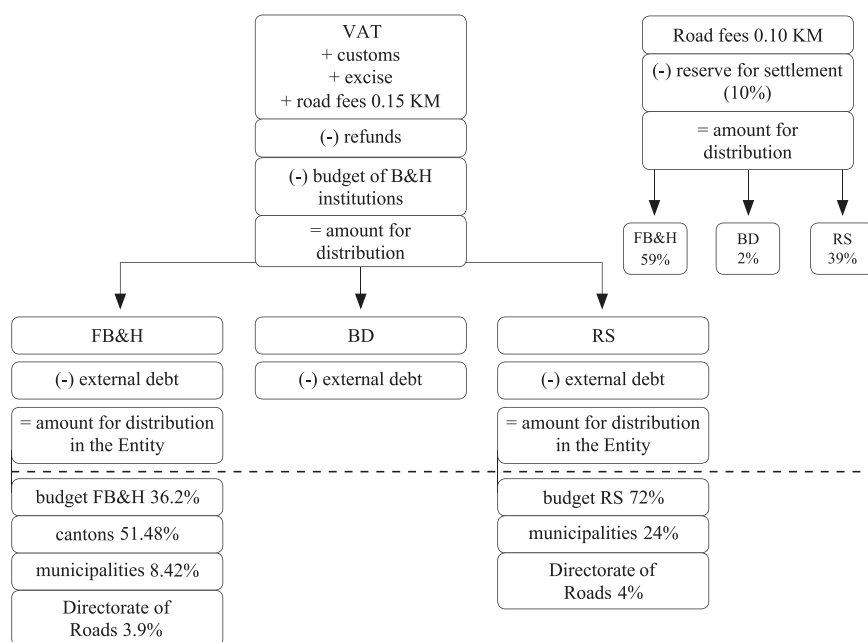 VAT
+ customs
+ excise
+ road fees 0.15 KM
(-) refunds
(-) budget of B&H
institutions
= amount for
distribution
Road fees 0.10 KM
(-) reserve for settlement
(10%)
= amount for
distribution
FB&H
59%
BD
2%
RS
39%
FB&H
(-) external debt
= amount for distribution
in the Entity
budget FB&H 36.2%
cantons 51.48%
municipalities 8.42%
Directorate of
Roads 3.9%
BD
(-) external debt
RS
(-) external debt
= amount for distribution
in the Entity
budget RS 72%
municipalities 24%
Directorate of
Roads 4%